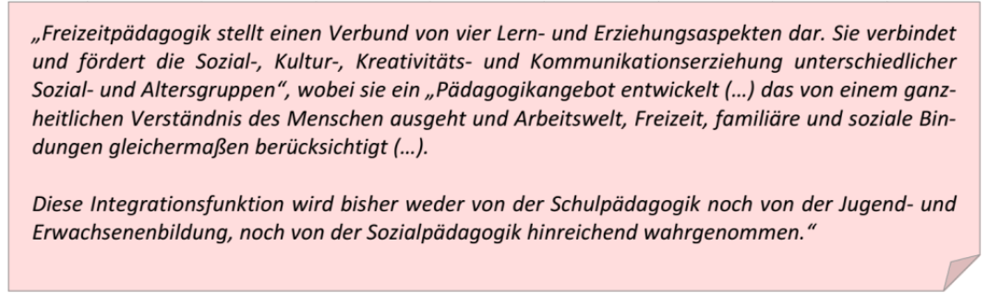 „Freizeitpädagogik stellt einen Verbund von vier Lern- und Erziehungsaspekten dar. Sie verbindet
und fördert die Sozial-, Kultur-, Kreativitäts- und Kommunikationserziehung unterschiedlicher
Sozial- und Altersgruppen“, wobei sie ein „Pädagogikangebot entwickelt (…) das von einem ganz-
heitlichen Verständnis des Menschen ausgeht und Arbeitswelt, Freizeit, familiäre und soziale Bin-
dungen gleichermaßen berücksichtigt (…).
Diese Integrationsfunktion wird bisher weder von der Schulpädagogik noch von der Jugend- und
Erwachsenenbildung, noch von der Sozialpädagogik hinreichend wahrgenommen.“